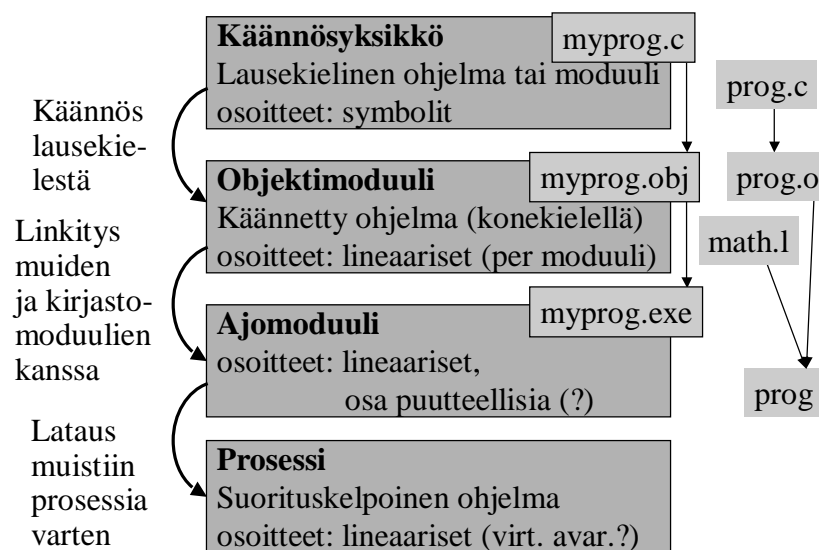 Käännösyksikkö
myprog.c
Lausekielinen ohjelma tai moduuli
osoitteet: symbolit
prog.c
Käännös
lausekie-
lestä
Objektimoduuli
myprog.obj
prog.o
Käännetty ohjelma (konekielellä)
osoitteet: lineaariset (per moduuli)
math.l
Linkitys
muiden
ja kirjasto-
moduulien
kanssa
Ajomoduuli
myprog.exe
osoitteet: lineaariset,
osa puutteellisia (?)
prog
Lataus
muistiin
prosessia
varten
Prosessi
Suorituskelpoinen ohjelma
osoitteet: lineaariset (virt. avar.?)